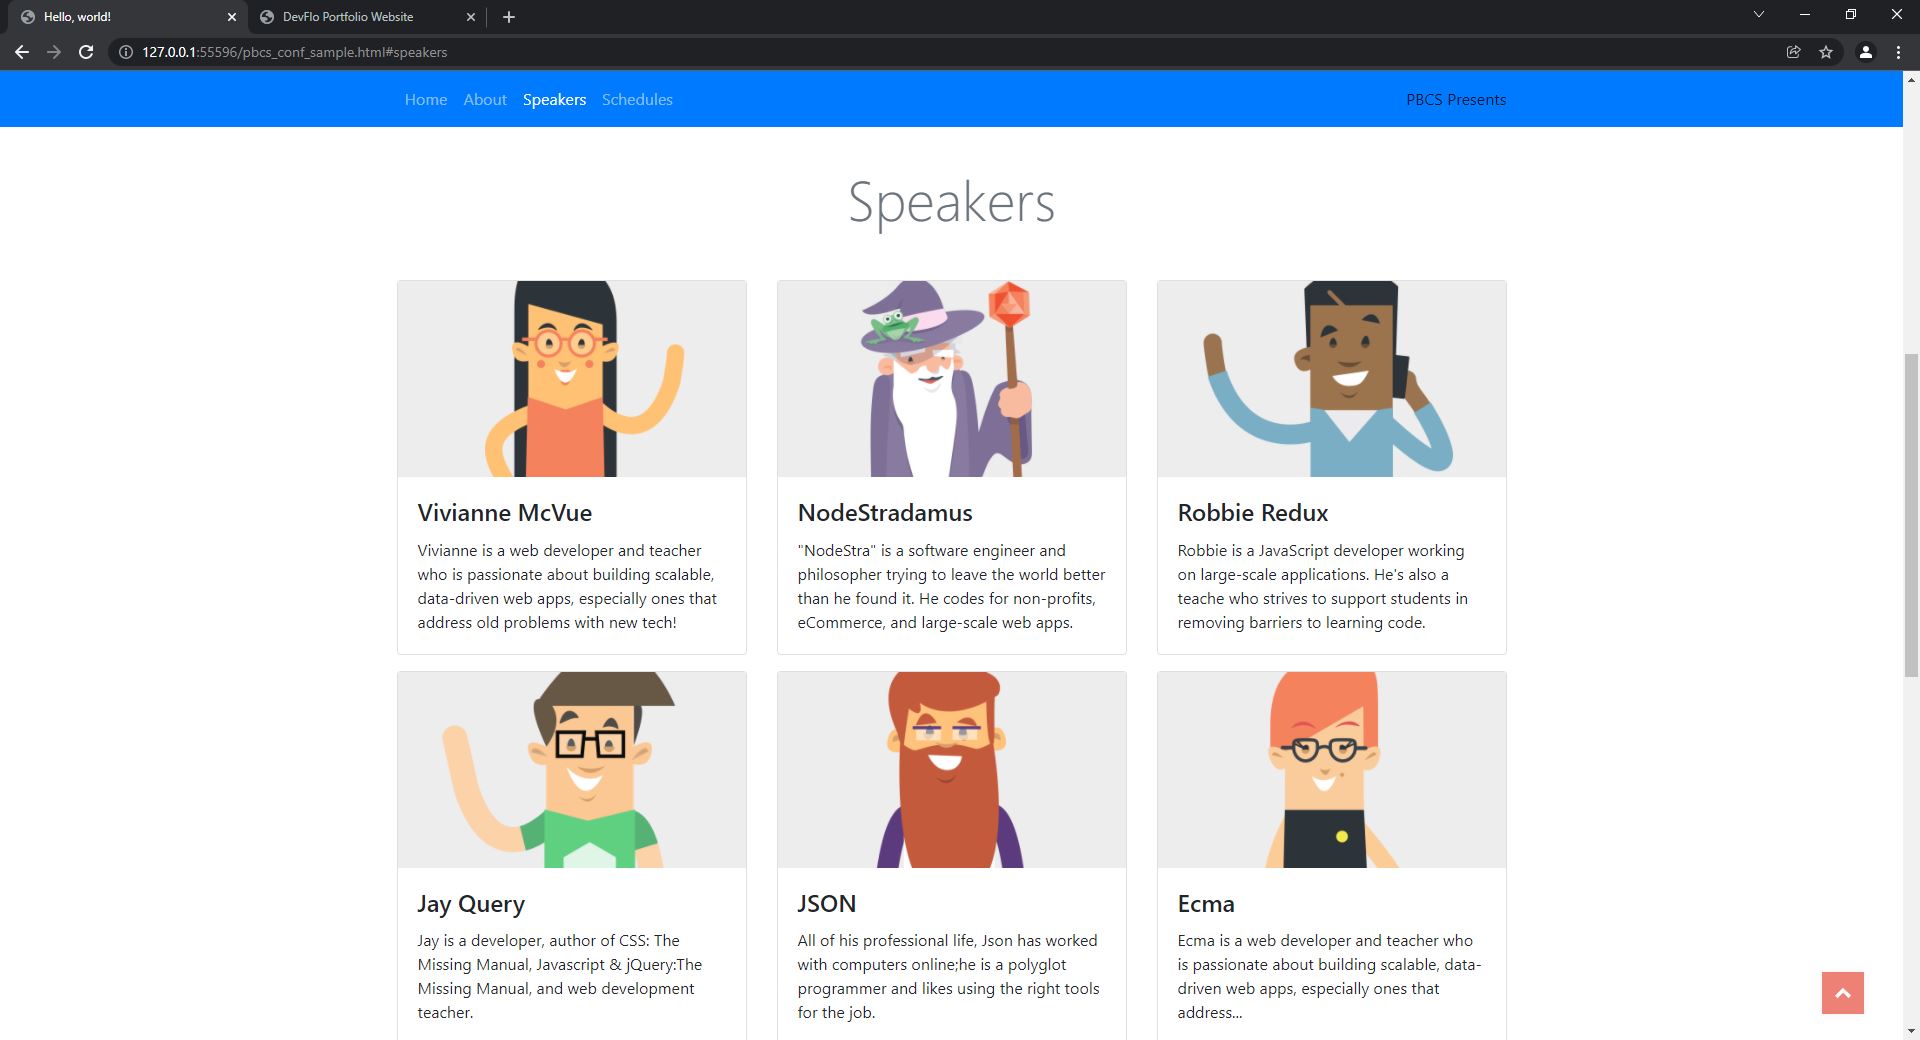 Hello, world!
DevFlo Portfolio Website
127.0.0.1:55596/pbcs_conf_sample.html#speakers
Home About Speakers Schedules
PBCS Presents
Speakers
Vivianne McVue
Vivianne is a web developer and teacher
who is passionate about building scalable,
data-driven web apps, especially ones that
address old problems with new tech!
NodeStradamus
"NodeStra" is a software engineer and
philosopher trying to leave the world better
than he found it. He codes for non-profits,
eCommerce, and large-scale web apps.
Robbie Redux
Robbie is a JavaScript developer working
on large-scale applications. He's also a
teache who strives to support students in
removing barriers to learning code.
Jay Query
Jay is a developer, author of CSS: The
Missing Manual, Javascript & jQuery:The
Missing Manual, and web development
teacher.
JSON
All of his professional life, Json has worked
with computers online;he is a polyglot
programmer and likes using the right tools
for the job.
Ecma
Ecma is a web developer and teacher who
is passionate about building scalable, data-
driven web apps, especially ones that
address...